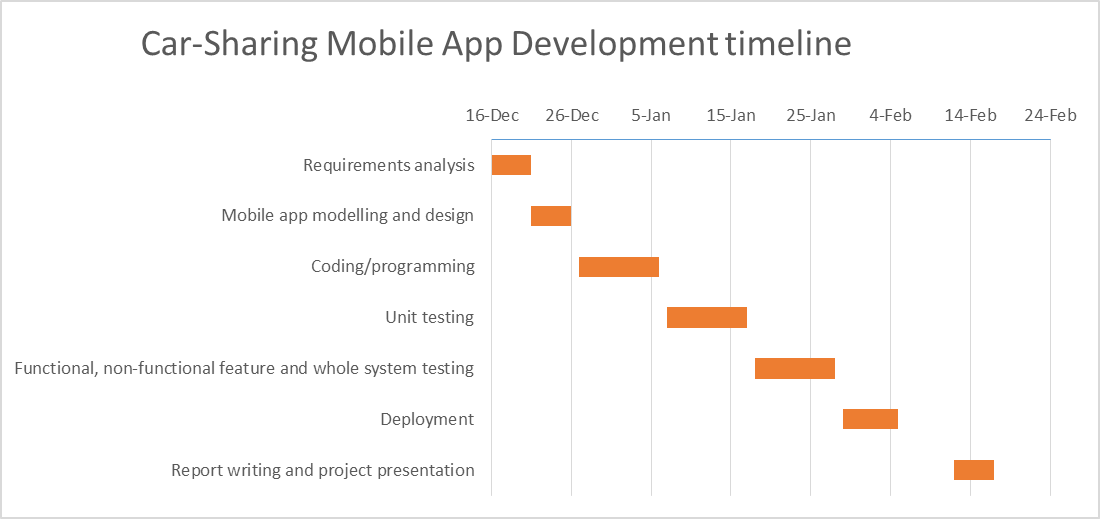 Car-Sharing Mobile App Development timeline
16-Dec 26-Dec 5-Jan 15-Jan 25-Jan 4-Feb 14-Feb 24-Feb
Requirements analysis
Mobile app modelling and design
Coding/programming
Unit testing
Functional, non-functional feature and whole system testing
Deployment
Report writing and project presentation